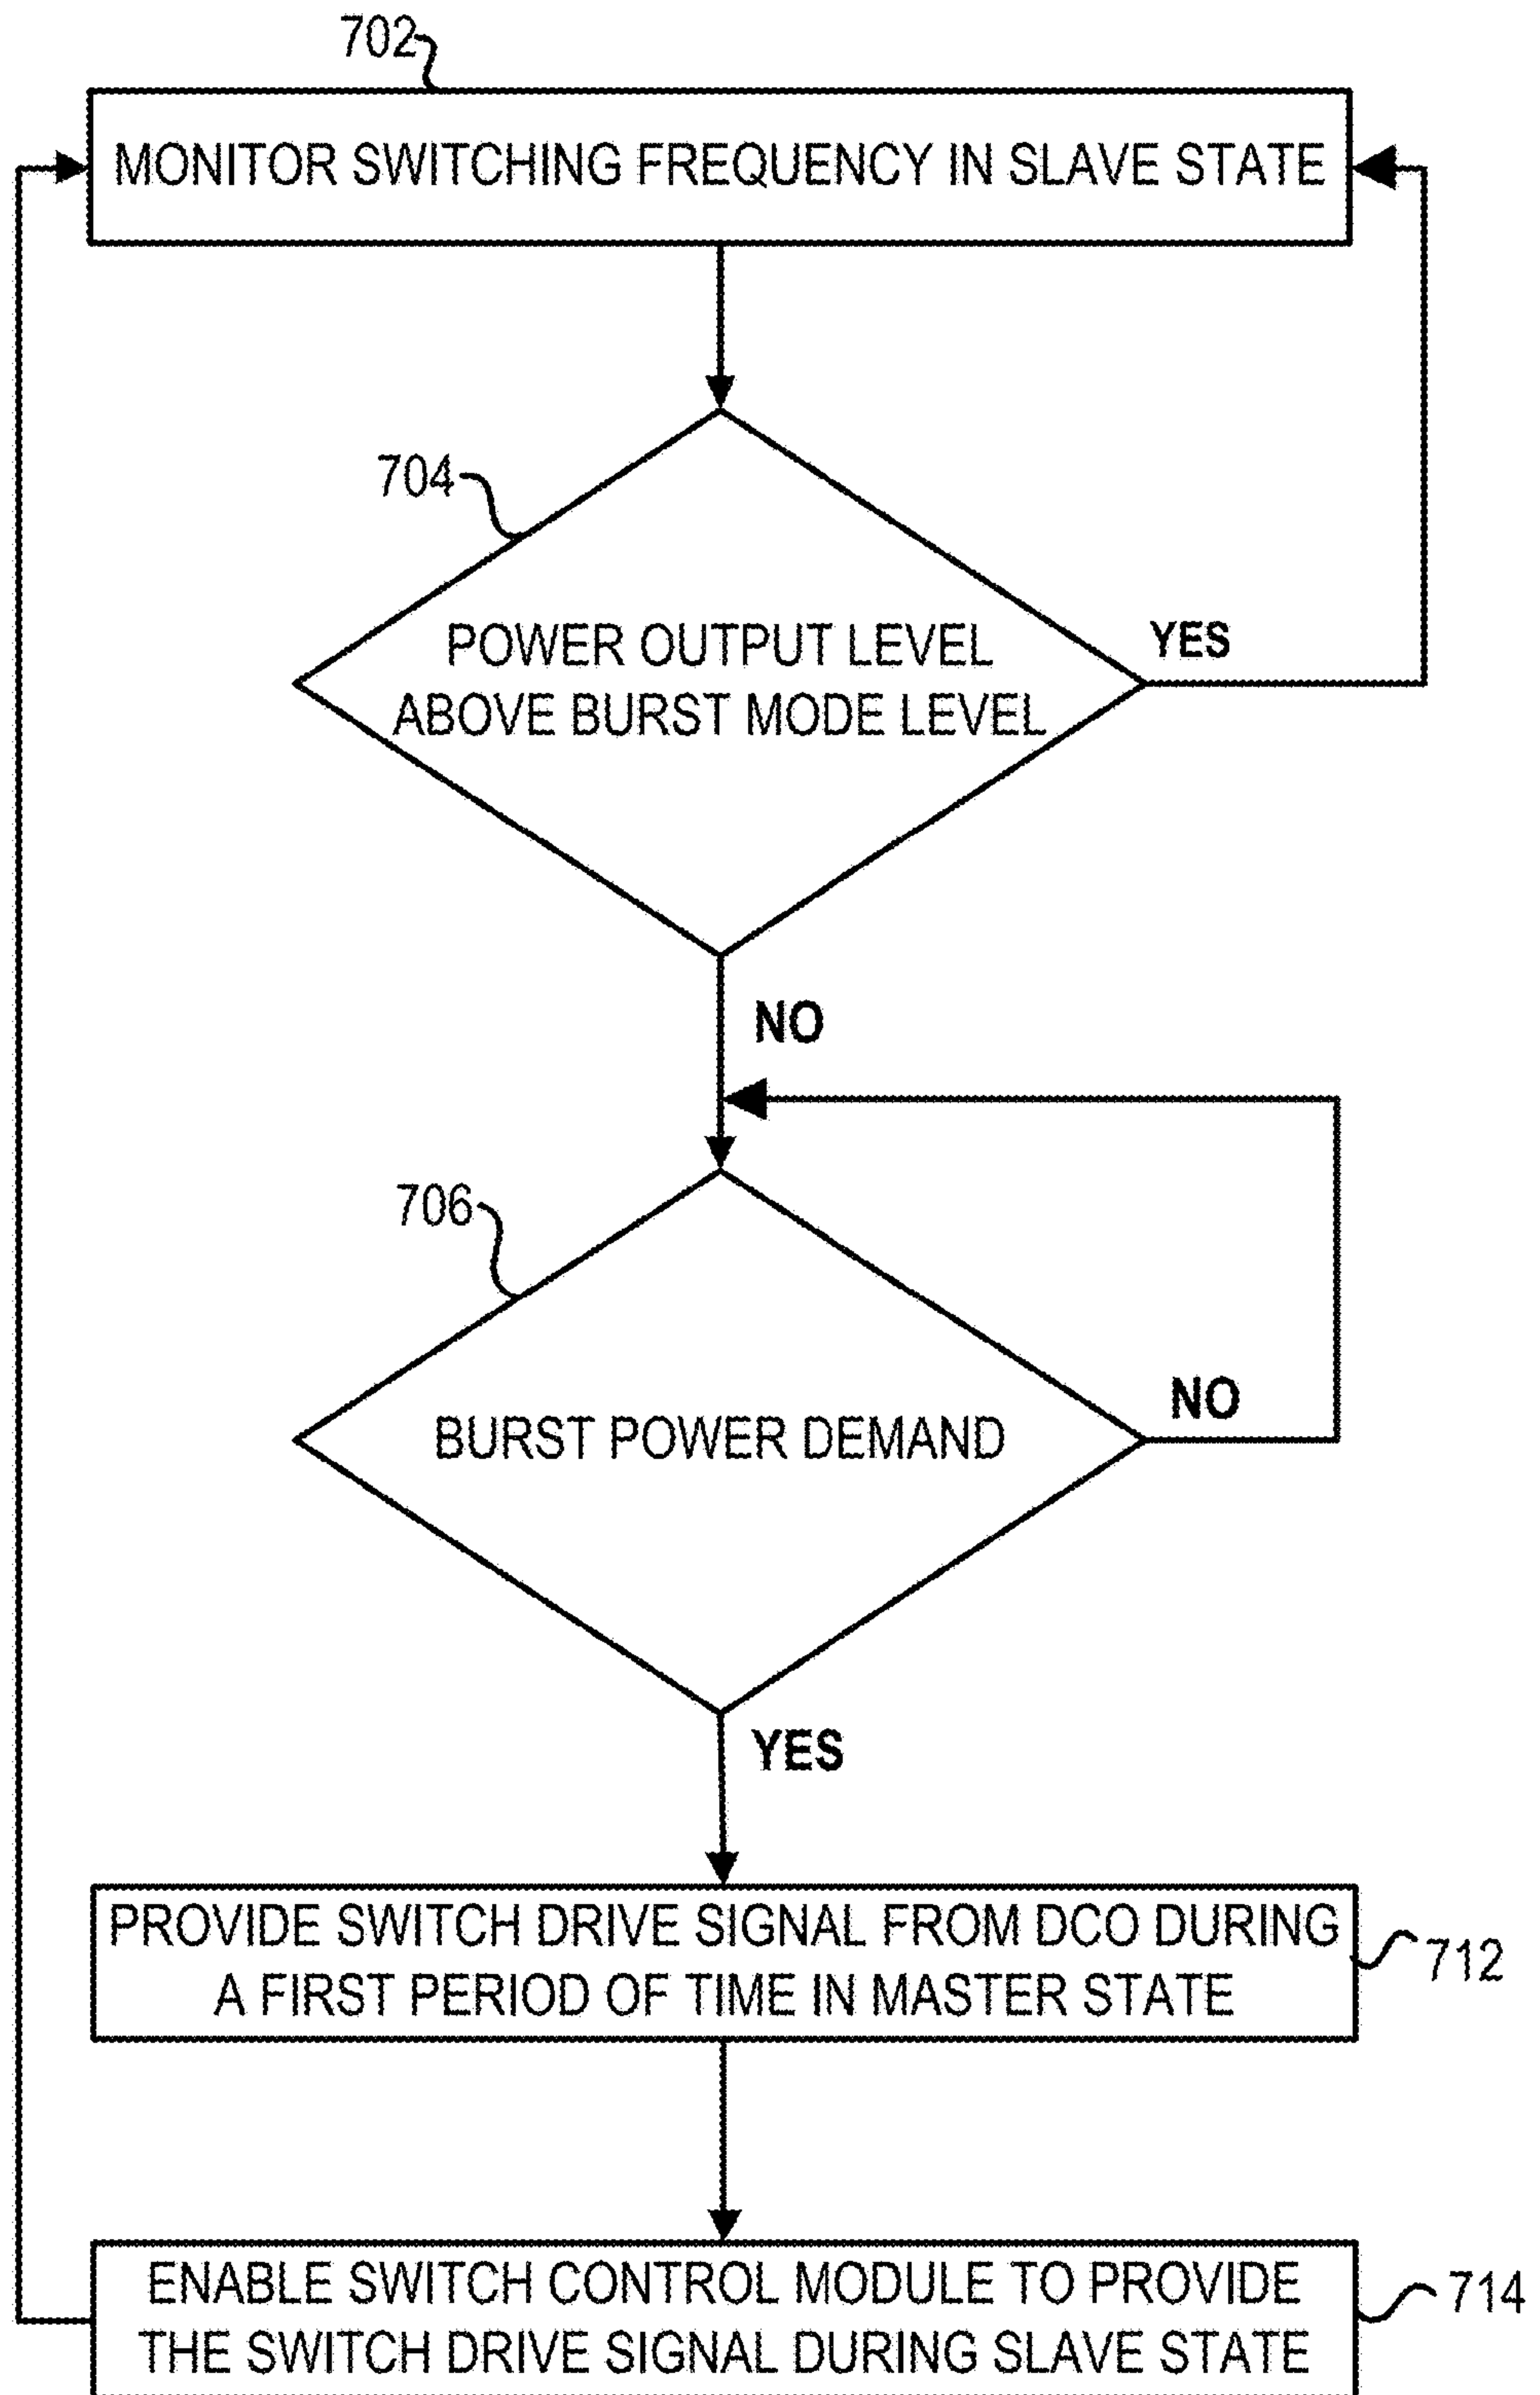 702
MONITOR SWITCHING FREQUENCY IN SLAVE STATE
704
POWER OUTPUT LEVEL
ABOVE BURST MODE LEVEL
YES
NO
706
BURST POWER DEMAND
NO
YES
PROVIDE SWITCH DRIVE SIGNAL FROM DCO DURING
A FIRST PERIOD OF TIME IN MASTER STATE
712
ENABLE SWITCH CONTROL MODULE TO PROVIDE
THE SWITCH DRIVE SIGNAL DURING SLAVE STATE
714